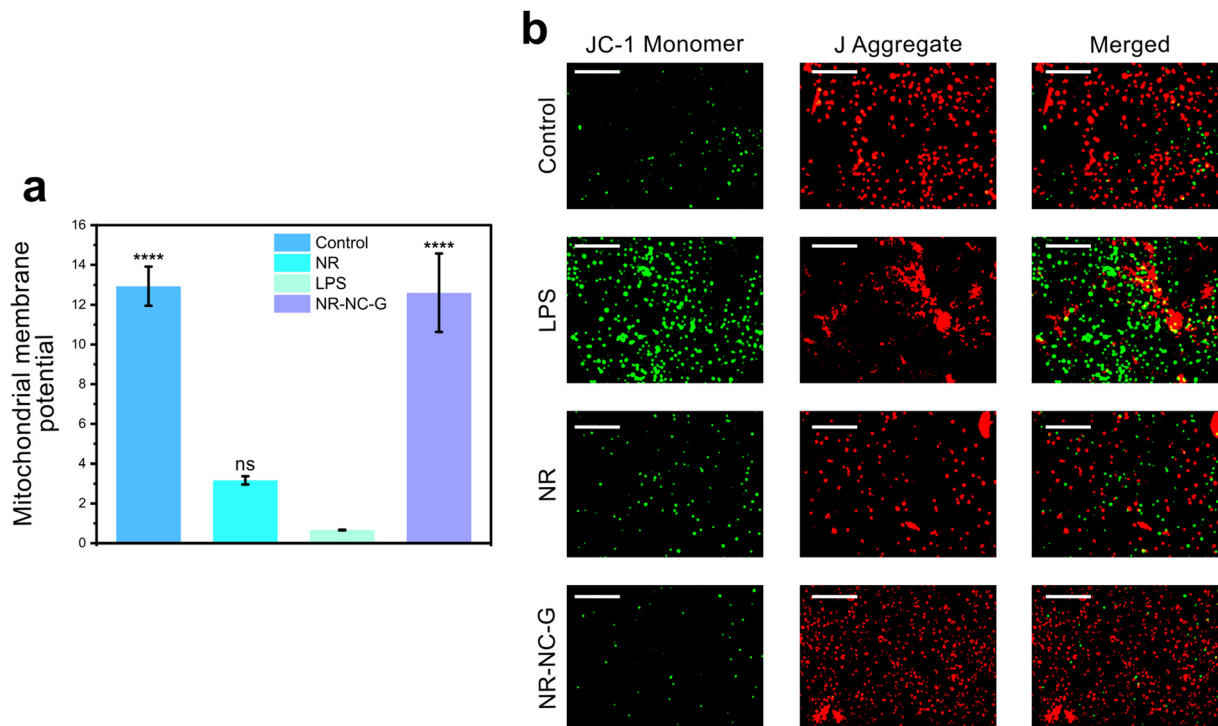 a
Mitochondrial membrane
potential
16
14
12
10
8
6
4
2
0
****
ns
****
Control
NR
LPS
NR-NC-G
b
JC-1 Monomer
J Aggregate
Merged
Control
LPS
NR
NR-NC-G